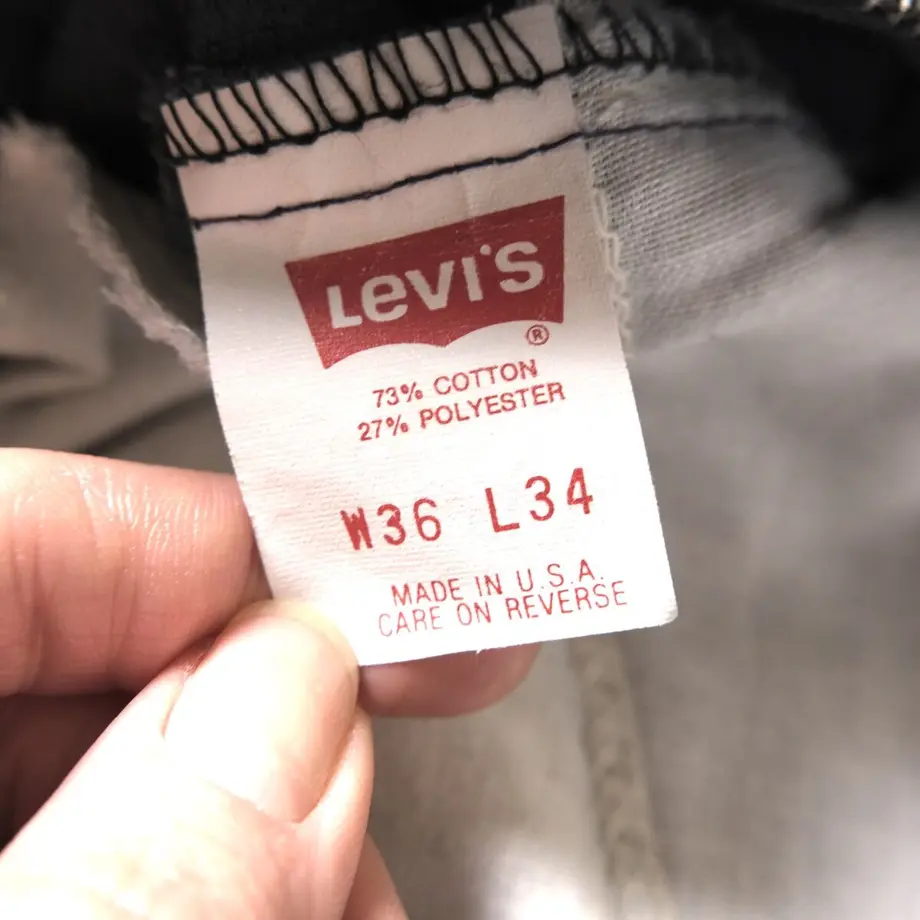 LEVI'S
®
73% COTTON
27% POLYESTER
W36 L34
MADE IN U.S.A.
CARE ON REVERSE